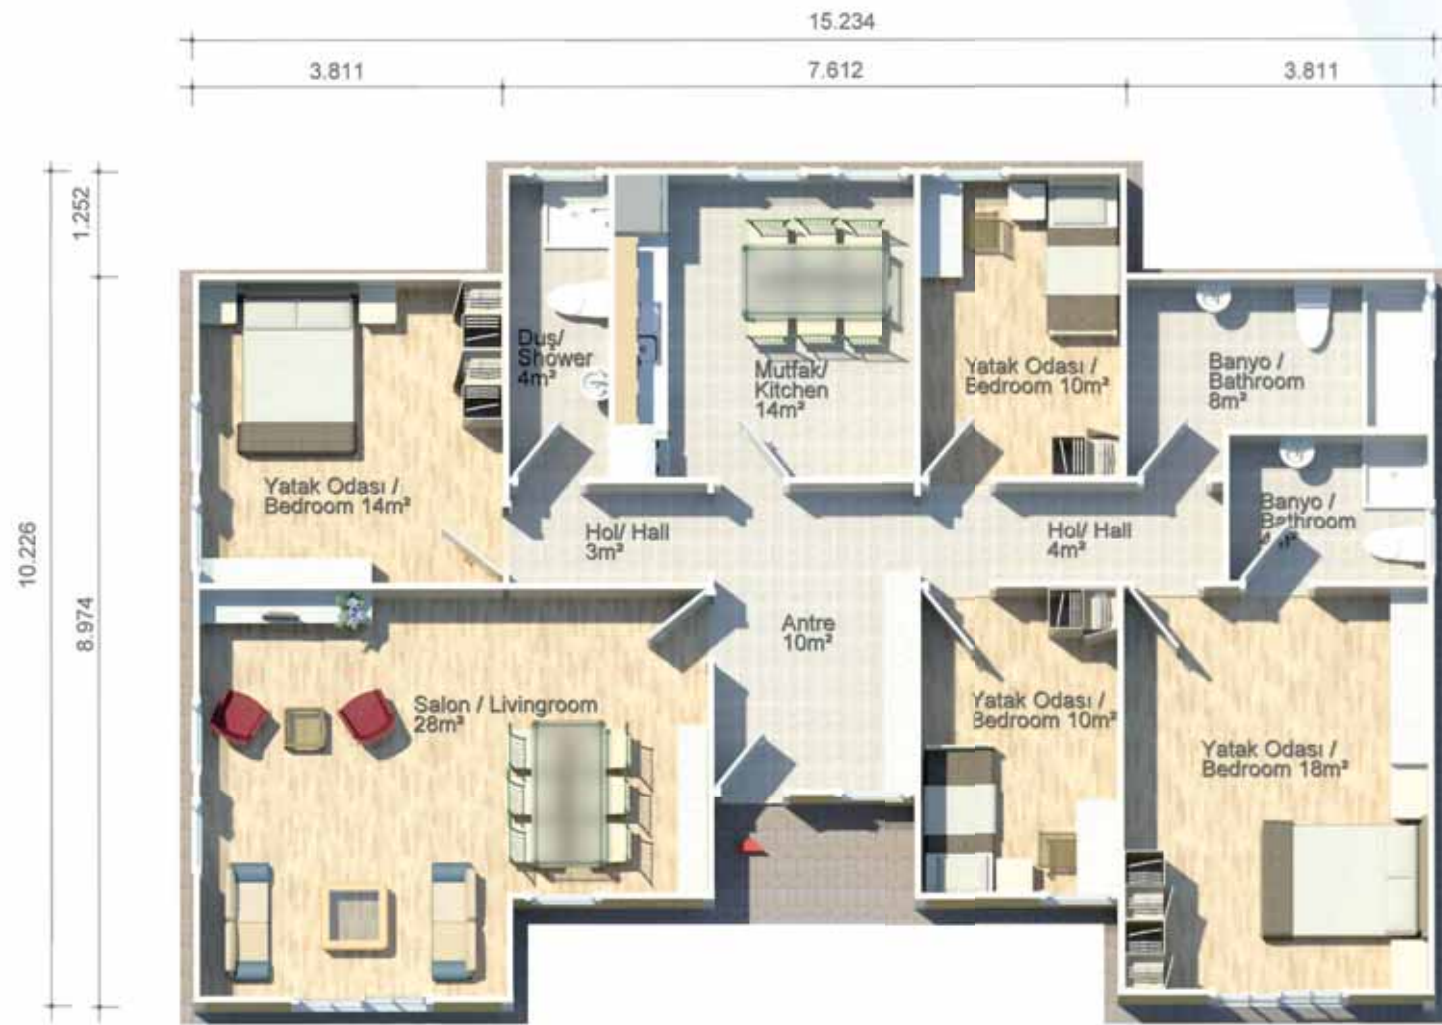 15.234
3.811
7.612
3.811
1.252
10.226
8.974
Duş/
Shower
4m²
Mutfak/
Kitchen
14m²
Yatak Odası /
Bedroom 10m²
Banyo /
Bathroom
8m²
Yatak Odası /
Bedroom 14m²
Hol/ Hall
3m²
Hol/ Hall
4m²
Banyo /
Bathroom
Antre
10m²
Salon / Livingroom
28m²
Yatak Odası /
Bedroom 10m²
Yatak Odası /
Bedroom 18m²